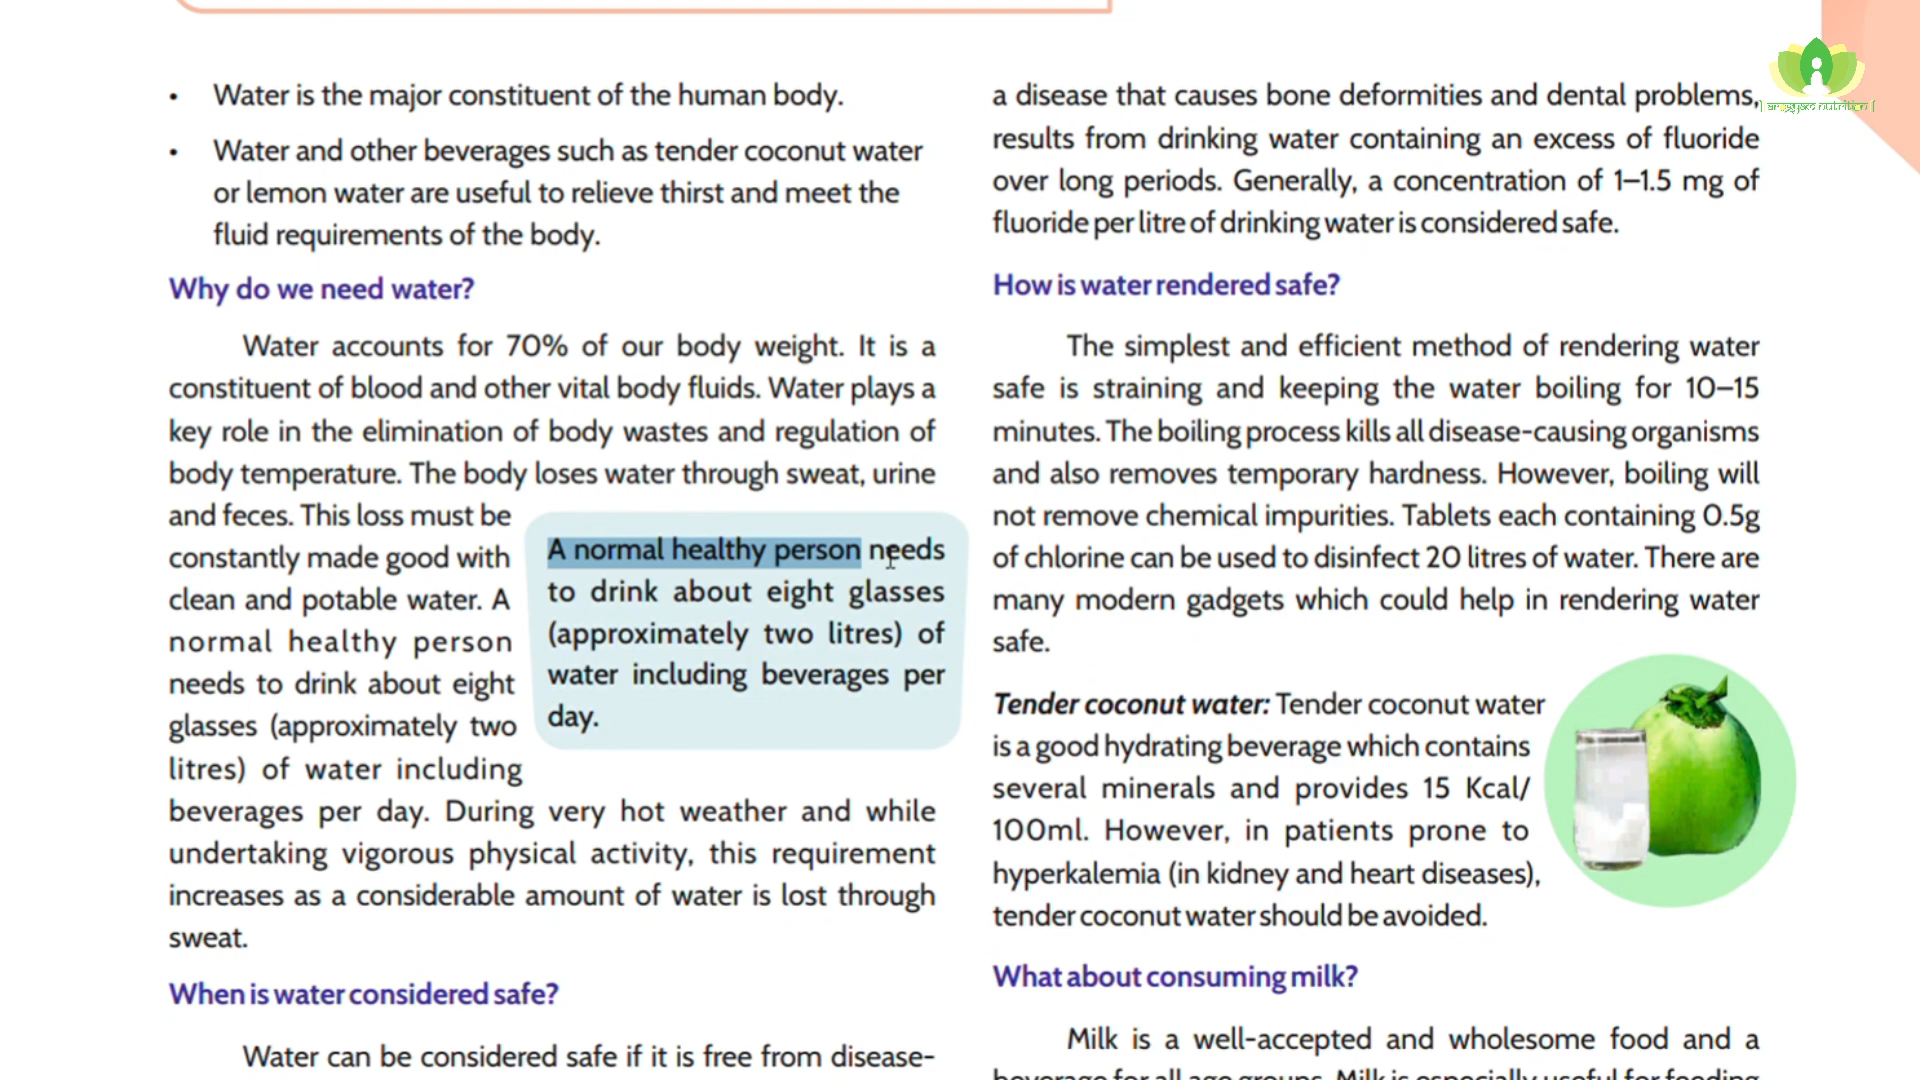 • Water is the major constituent of the human body.
• Water and other beverages such as tender coconut water
or lemon water are useful to relieve thirst and meet the
fluid requirements of the body.
Why do we need water?
Water accounts for 70% of our body weight. It is a
constituent of blood and other vital body fluids. Water plays a
key role in the elimination of body wastes and regulation of
body temperature. The body loses water through sweat, urine
and feces. This loss must be
constantly made good with
clean and potable water. A
normal healthy person
needs to drink about eight
glasses (approximately two
litres) of water including
beverages per day. During very hot weather and while
undertaking vigorous physical activity, this requirement
increases as a considerable amount of water is lost through
sweat.
A normal healthy person needs
to drink about eight glasses
(approximately two litres) of
water including beverages per
day.
When is water considered safe?
Water can be considered safe if it is free from disease-
a disease that causes bone deformities and dental problems,
results from drinking water containing an excess of fluoride
over long periods. Generally, a concentration of 1–1.5 mg of
fluoride per litre of drinking water is considered safe.
How is water rendered safe?
The simplest and efficient method of rendering water
safe is straining and keeping the water boiling for 10–15
minutes. The boiling process kills all disease-causing organisms
and also removes temporary hardness. However, boiling will
not remove chemical impurities. Tablets each containing 0.5g
of chlorine can be used to disinfect 20 litres of water. There are
many modern gadgets which could help in rendering water
safe.
Tender coconut water: Tender coconut water
is a good hydrating beverage which contains
several minerals and provides 15 Kcal/
100ml. However, in patients prone to
hyperkalemia (in kidney and heart diseases),
tender coconut water should be avoided.
What about consuming milk?
Milk is a well-accepted and wholesome food and a
beverage for all age groups. Milk is especially useful for feeding
| arogyam nutrition |